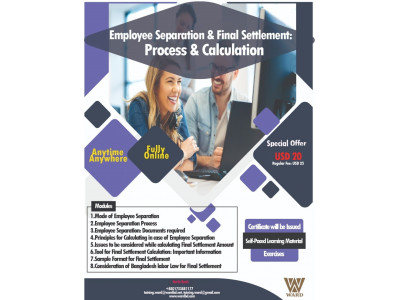 Employee Separation & Final Settlement:
Process & Calculation
Anytime
Anywhere
Fully
Online
Special Offer
USD 20
Regular Fee: USD 25
Modules
1.Mode of Employee Separation
2.Employee Separation Process
3.Employee Separation: Documents required
4.Principles for Calculating in case of Employee Separation
5.Issues to be considered while calculating Final Settlement Amount
6.Tool for Final Settlement Calculation: Important Information
7.Sample Format for Final Settlement
8.Consideration of Bangladesh labor Law for Final Settlement
Certificate will be Issued
Self-Paced Learning Material
Exercises
WARD